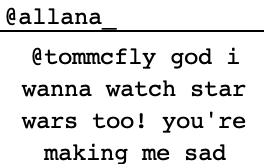 @allana_
@tommcfly god i
wanna watch star
wars too! you're
making me sad